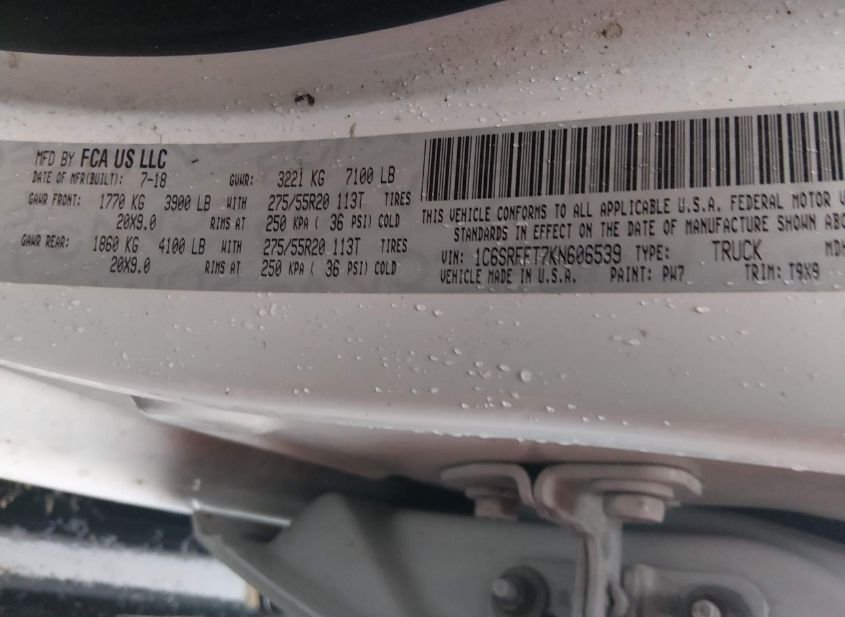 MFD BY FCA US LLC
DATE OF MFR(BUILT): 7-18 GVWR: 3221 KG 7100 LB
GAWR FRONT: 1770 KG 3900 LB WITH 275/55R20 113T TIRES
20X9.0 RIMS AT 250 KPA ( 36 PSI) COLD
GAWR REAR: 1860 KG 4100 LB WITH 275/55R20 113T TIRES
20X9.0 RIMS AT 250 KPA ( 36 PSI) COLD
THIS VEHICLE CONFORMS TO ALL APPLICABLE U.S.A. FEDERAL MOTOR V
STANDARDS IN EFFECT ON THE DATE OF MANUFACTURE SHOWN ABO
VIN: 1C6SRFFT7KN606539 TYPE: TRUCK MDH
VEHICLE MADE IN U.S.A. PAINT: PW7 TRIM: T9X9